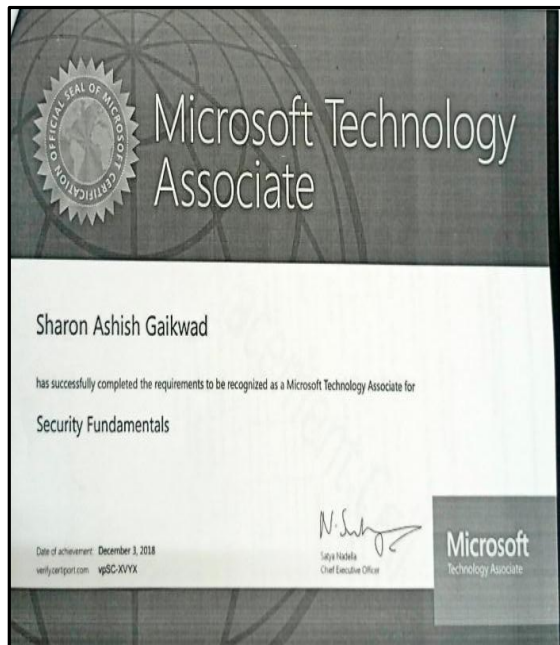 OFFICIAL SEAL OF MICROSOFT CERTIFICATION
Microsoft Technology
Associate
Sharon Ashish Gaikwad
has successfully completed the requirements to be recognized as a Microsoft Technology Associate for
Security Fundamentals
Date of achievement: December 3, 2018
verify.certiport.com vpSC-XVYX
Satya Nadella
Chief Executive Officer
Microsoft
Technology Associate